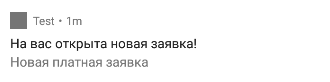 Test • 1m
На вас открыта новая заявка!
Новая платная заявка